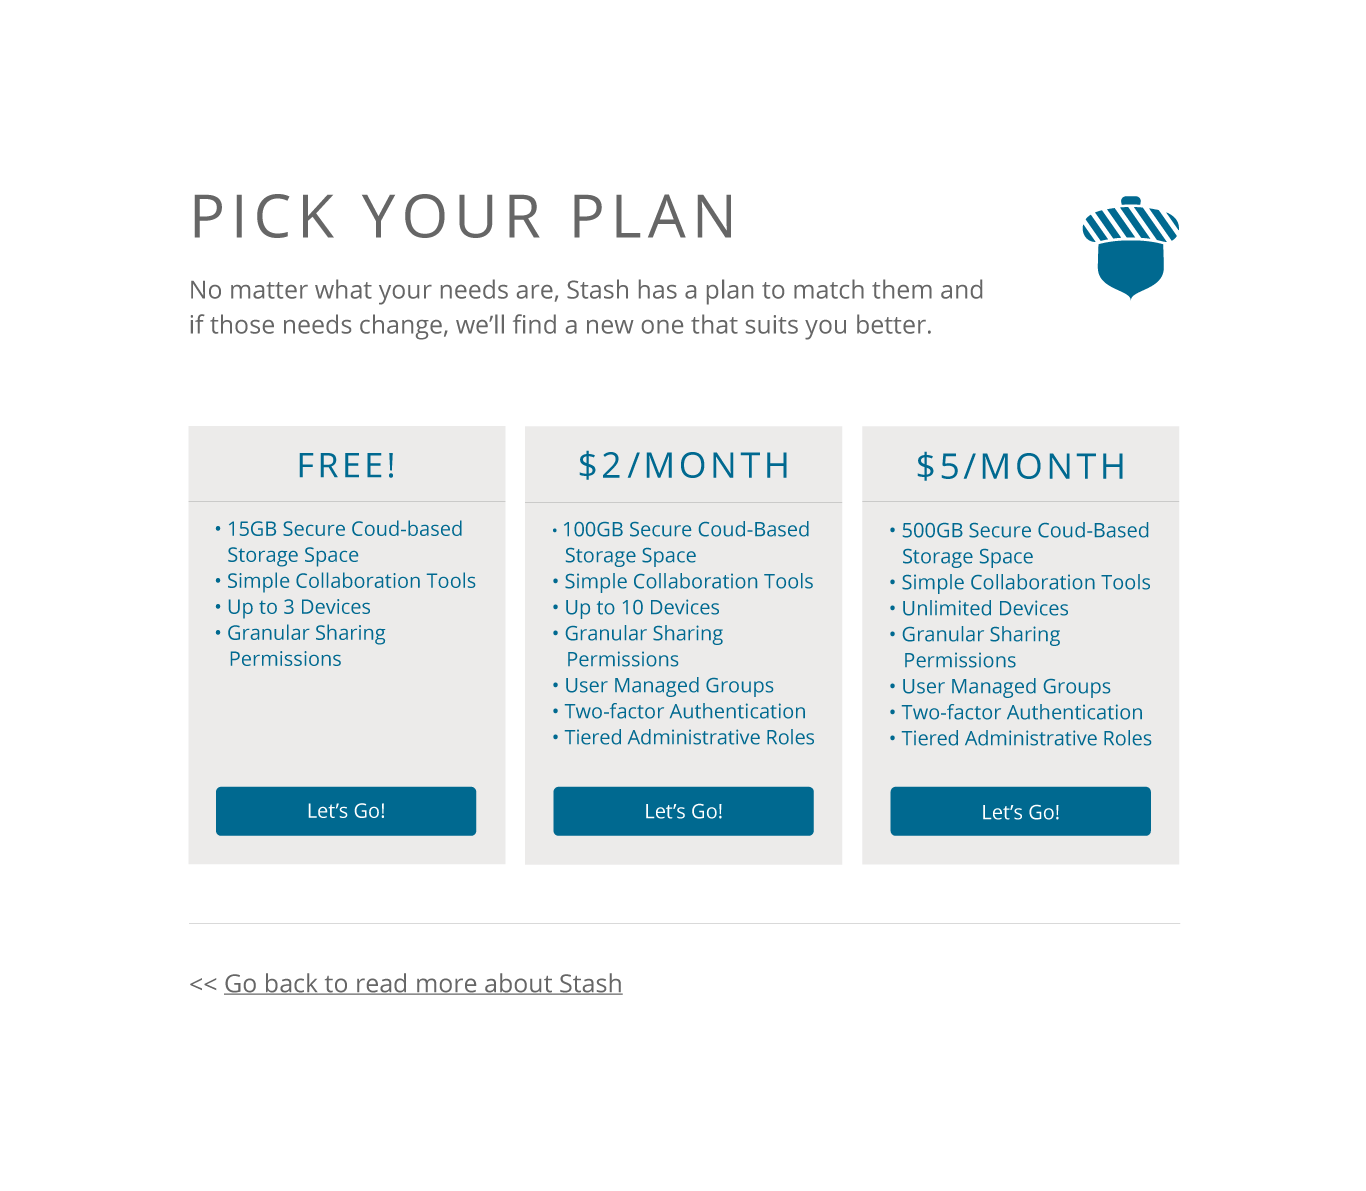 PICK YOUR PLAN
No matter what your needs are, Stash has a plan to match them and
if those needs change, we’ll find a new one that suits you better.
FREE!
• 15GB Secure Coud-based
Storage Space
• Simple Collaboration Tools
• Up to 3 Devices
• Granular Sharing
Permissions
Let’s Go!
$2/MONTH
• 100GB Secure Coud-Based
Storage Space
• Simple Collaboration Tools
• Up to 10 Devices
• Granular Sharing
Permissions
• User Managed Groups
• Two-factor Authentication
• Tiered Administrative Roles
Let’s Go!
$5/MONTH
• 500GB Secure Coud-Based
Storage Space
• Simple Collaboration Tools
• Unlimited Devices
• Granular Sharing
Permissions
• User Managed Groups
• Two-factor Authentication
• Tiered Administrative Roles
Let’s Go!
<< Go back to read more about Stash